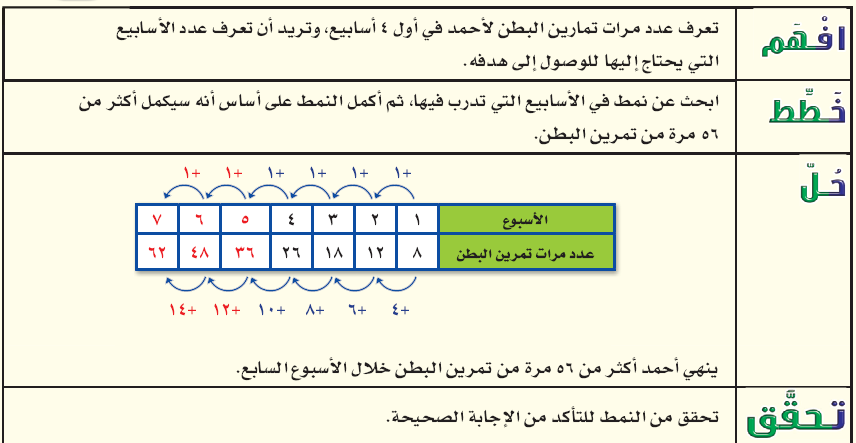 افْهَم
تعرف عدد مرات تمارين البطن لأحمد في أول ٤ أسابيع، وتريد أن تعرف عدد الأسابيع
التي يحتاج إليها للوصول إلى هدفه.
خَطِّط
ابحث عن نمط في الأسابيع التي تدرب فيها، ثم أكمل النمط على أساس أنه سيكمل أكثر من
٥٦ مرة من تمرين البطن.
حُلّ
+١ +١ +١ +١ +١ +١
الأسبوع ١ ٢ ٣ ٤ ٥ ٦ ٧
عدد مرات تمرين البطن ٨ ١٢ ١٨ ٢٦ ٣٦ ٤٨ ٦٢
+٤ +٦ +٨ +١٠ +١٢ +١٤
ينهي أحمد أكثر من ٥٦ مرة من تمرين البطن خلال الأسبوع السابع.
تحقَّق
تحقق من النمط للتأكد من الإجابة الصحيحة.